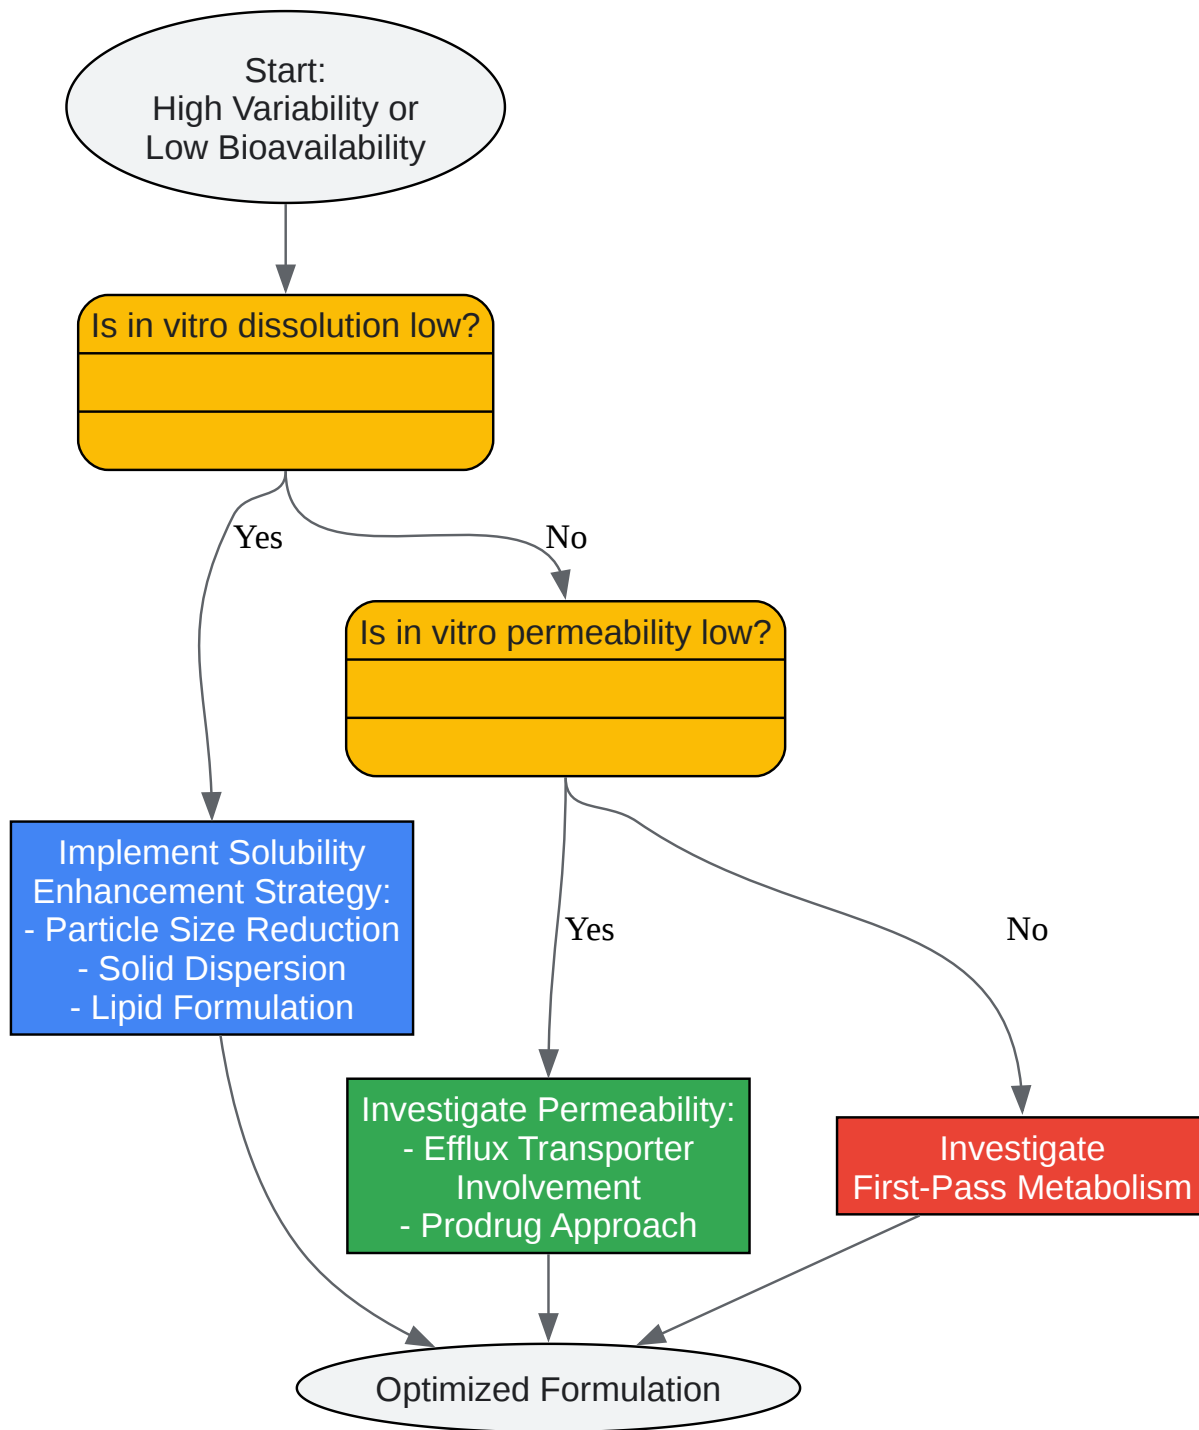 Start:
High Variability or
Low Bioavailability
Is in vitro dissolution low?
Yes
No
Is in vitro permeability low?
Implement Solubility
Enhancement Strategy:
- Particle Size Reduction
- Solid Dispersion
- Lipid Formulation
Yes
No
Investigate Permeability:
- Efflux Transporter
Involvement
- Prodrug Approach
Investigate
First-Pass Metabolism
Optimized Formulation